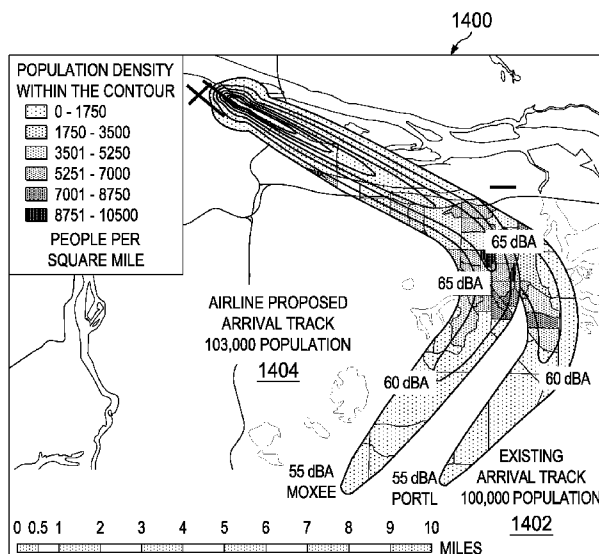 1400
POPULATION DENSITY
WITHIN THE CONTOUR
0 - 1750
1750 - 3500
3501 - 5250
5251 - 7000
7001 - 8750
8751 - 10500
PEOPLE PER
SQUARE MILE
65 dBA
65 dBA
AIRLINE PROPOSED
ARRIVAL TRACK
103,000 POPULATION
1404
60 dBA
60 dBA
55 dBA
MOXEE
55 dBA
PORTL
EXISTING
ARRIVAL TRACK
100,000 POPULATION
1402
0 0.5 1 2 3 4 5 6 7 8 9 10
MILES